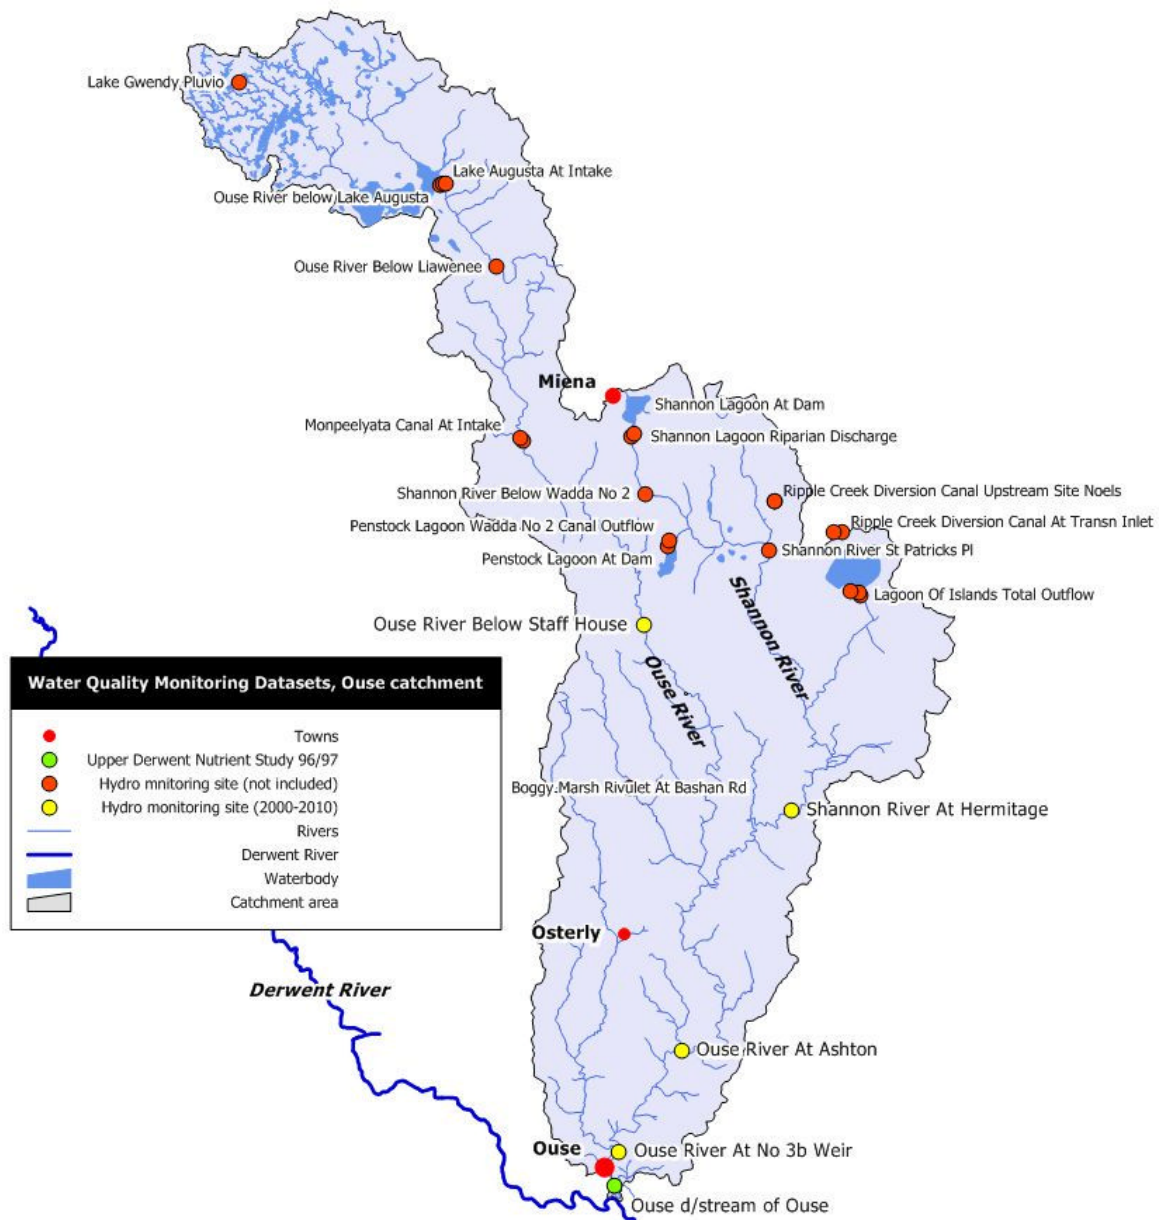 Lake Gwendy Pluvio
Lake Augusta At Intake
Ouse River below Lake Augusta
Ouse River Below Liawenee
Miena
Shannon Lagoon At Dam
Monpeelyata Canal At Intake
Shannon Lagoon Riparian Discharge
Shannon River Below Wadda No 2
Ripple Creek Diversion Canal Upstream Site Noels
Penstock Lagoon Wadda No 2 Canal Outflow
Ripple Creek Diversion Canal At Transn Inlet
Penstock Lagoon At Dam
Shannon River St Patricks Pl
Lagoon Of Islands Total Outflow
Ouse River Below Staff House
Shannon River
Ouse River
Water Quality Monitoring Datasets, Ouse catchment
Towns
Upper Derwent Nutrient Study 96/97
Hydro mnitoring site (not included)
Hydro monitoring site (2000-2010)
Rivers
Derwent River
Waterbody
Catchment area
Boggy Marsh Rivulet At Bashan Rd
Shannon River At Hermitage
Osterly
Derwent River
Ouse River At Ashton
Ouse
Ouse River At No 3b Weir
Ouse d/stream of Ouse